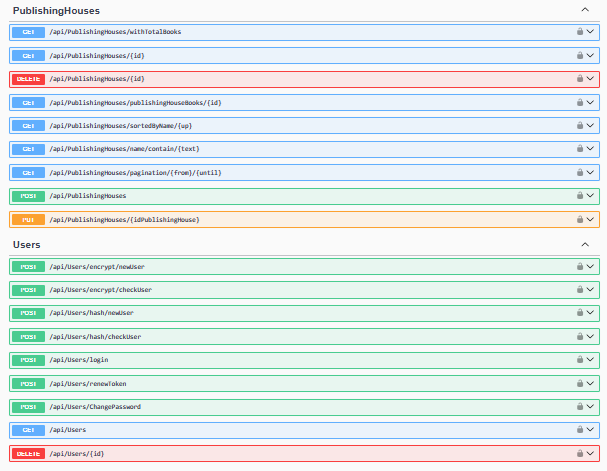 PublishingHouses
GET /api/PublishingHouses/withTotalBooks
GET /api/PublishingHouses/{id}
DELETE /api/PublishingHouses/{id}
GET /api/PublishingHouses/publishingHouseBooks/{id}
GET /api/PublishingHouses/sortedByName/{up}
GET /api/PublishingHouses/name/contain/{text}
GET /api/PublishingHouses/pagination/{from}/{until}
POST /api/PublishingHouses
PUT /api/PublishingHouses/{idPublishingHouse}
Users
POST /api/Users/encrypt/newUser
POST /api/Users/encrypt/checkUser
POST /api/Users/hash/newUser
POST /api/Users/hash/checkUser
POST /api/Users/login
POST /api/Users/renewToken
POST /api/Users/ChangePassword
GET /api/Users
DELETE /api/Users/{id}